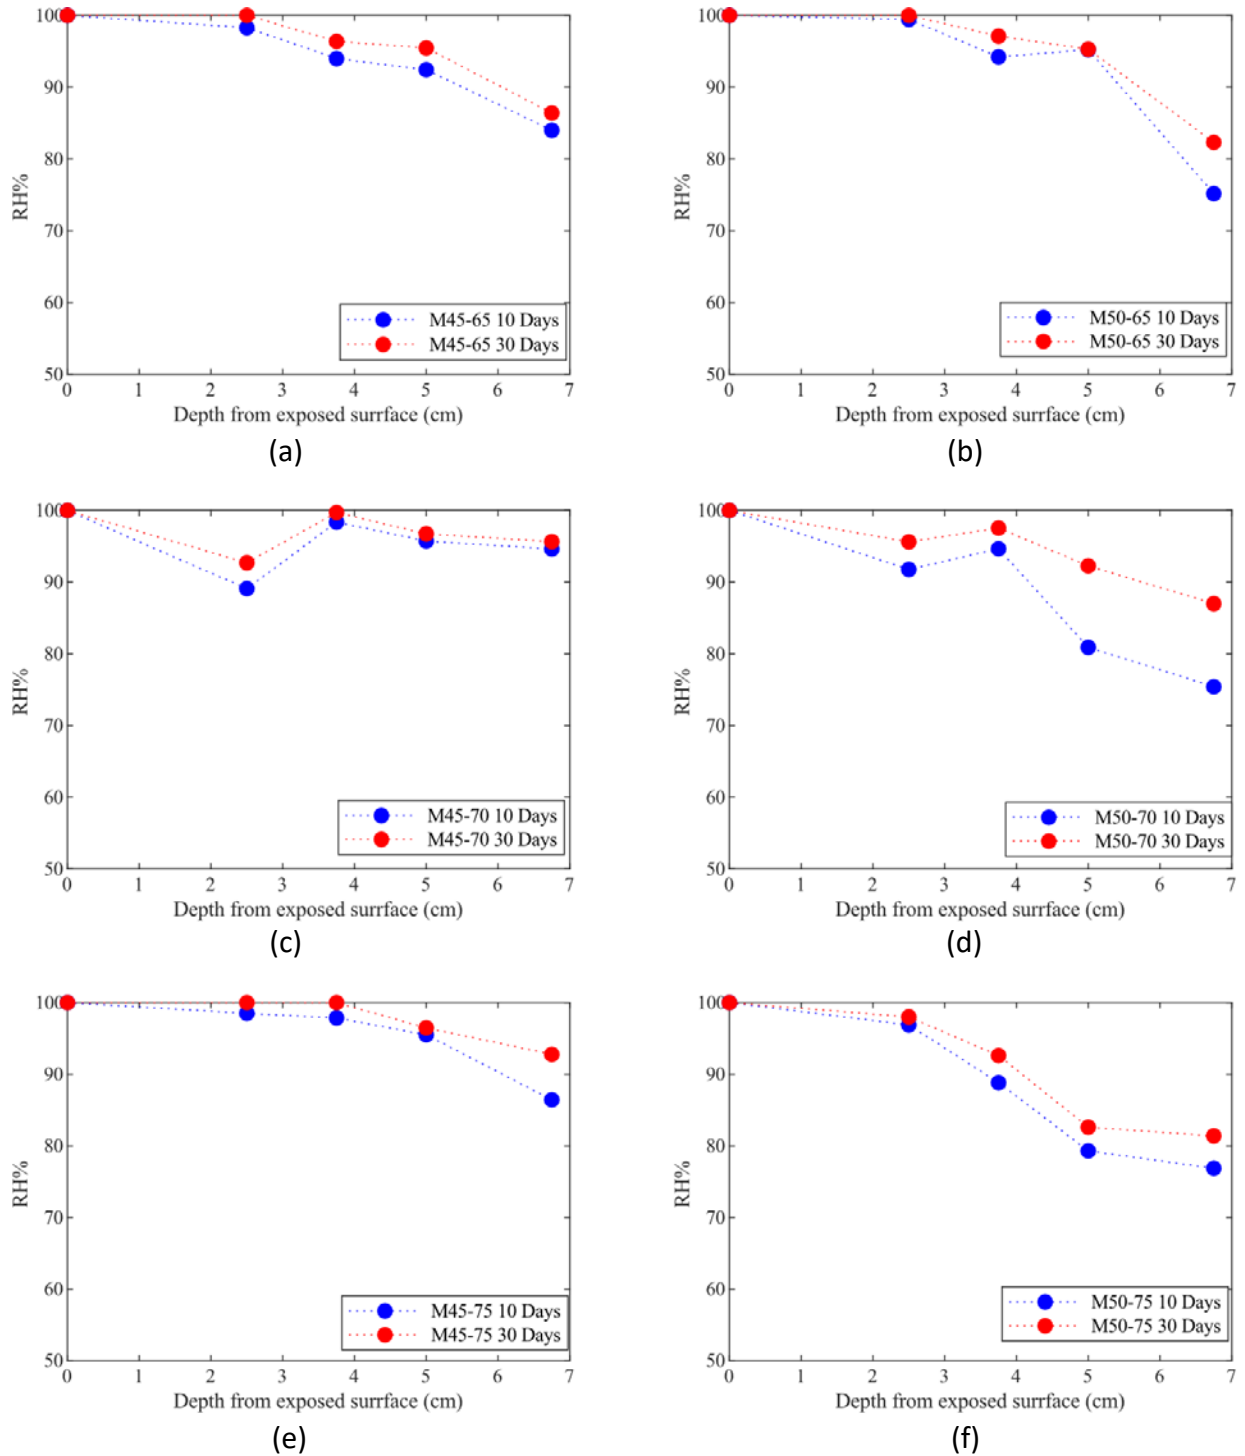 100
90
80
70
60
50
RH%
M45-65 10 Days
M45-65 30 Days
0 1 2 3 4 5 6 7
Depth from exposed surrface (cm)
(a)
100
90
80
70
60
50
RH%
M50-65 10 Days
M50-65 30 Days
0 1 2 3 4 5 6 7
Depth from exposed surrface (cm)
(b)
100
90
80
70
60
50
RH%
M45-70 10 Days
M45-70 30 Days
0 1 2 3 4 5 6 7
Depth from exposed surrface (cm)
(c)
100
90
80
70
60
50
RH%
M50-70 10 Days
M50-70 30 Days
0 1 2 3 4 5 6 7
Depth from exposed surrface (cm)
(d)
100
90
80
70
60
50
RH%
M45-75 10 Days
M45-75 30 Days
0 1 2 3 4 5 6 7
Depth from exposed surrface (cm)
(e)
100
90
80
70
60
50
RH%
M50-75 10 Days
M50-75 30 Days
0 1 2 3 4 5 6 7
Depth from exposed surrface (cm)
(f)